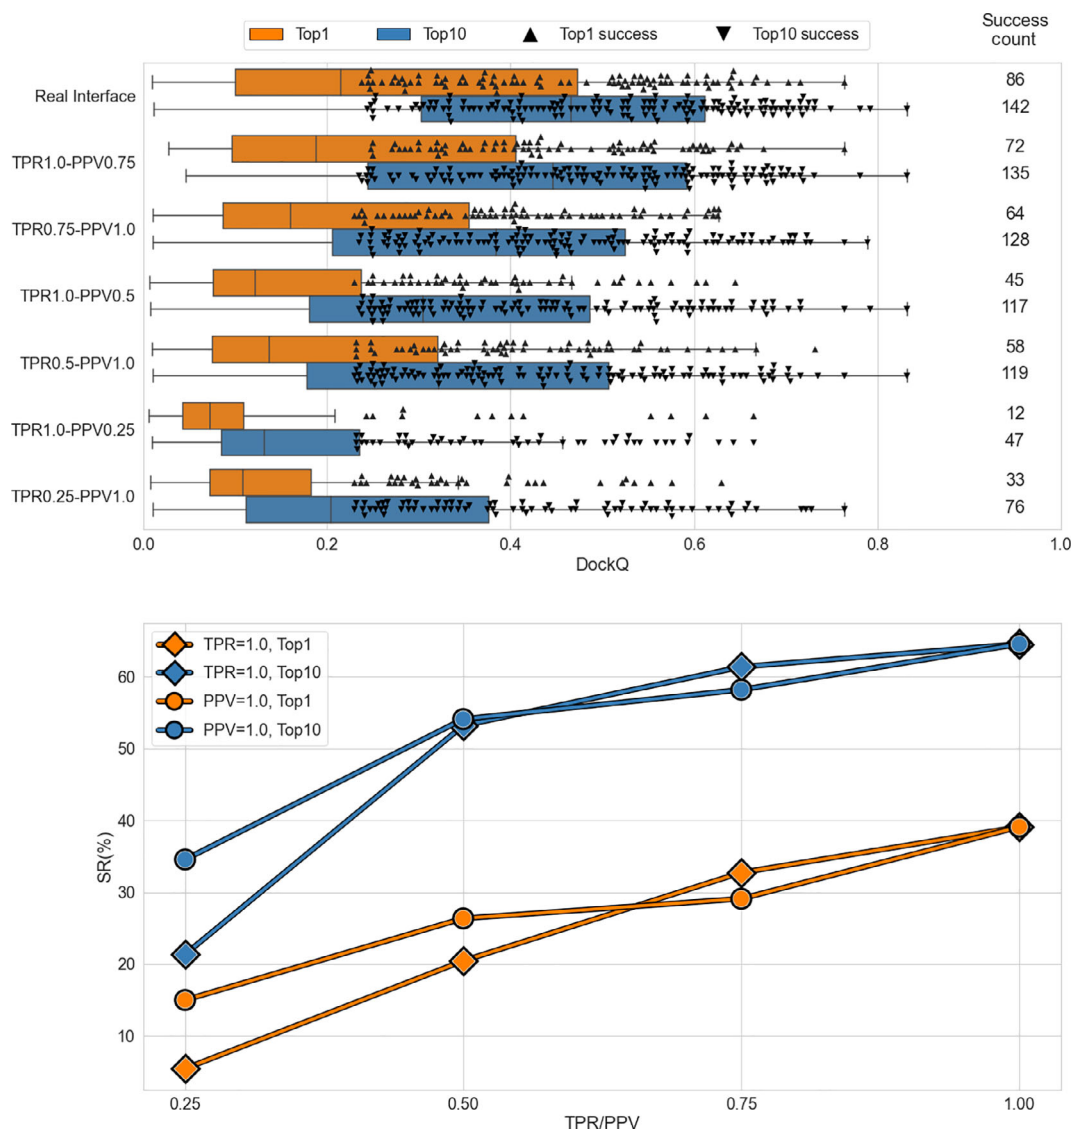 Top1 Top10 Top1 success Top10 success
Success
count
Real Interface
86
142
TPR1.0-PPV0.75
72
135
TPR0.75-PPV1.0
64
128
TPR1.0-PPV0.5
45
117
TPR0.5-PPV1.0
58
119
TPR1.0-PPV0.25
12
47
TPR0.25-PPV1.0
33
76
0.0 0.2 0.4 0.6 0.8 1.0
DockQ
TPR=1.0, Top1
TPR=1.0, Top10
PPV=1.0, Top1
PPV=1.0, Top10
60
50
40
30
20
10
SR(%)
0.25 0.50 0.75 1.00
TPR/PPV